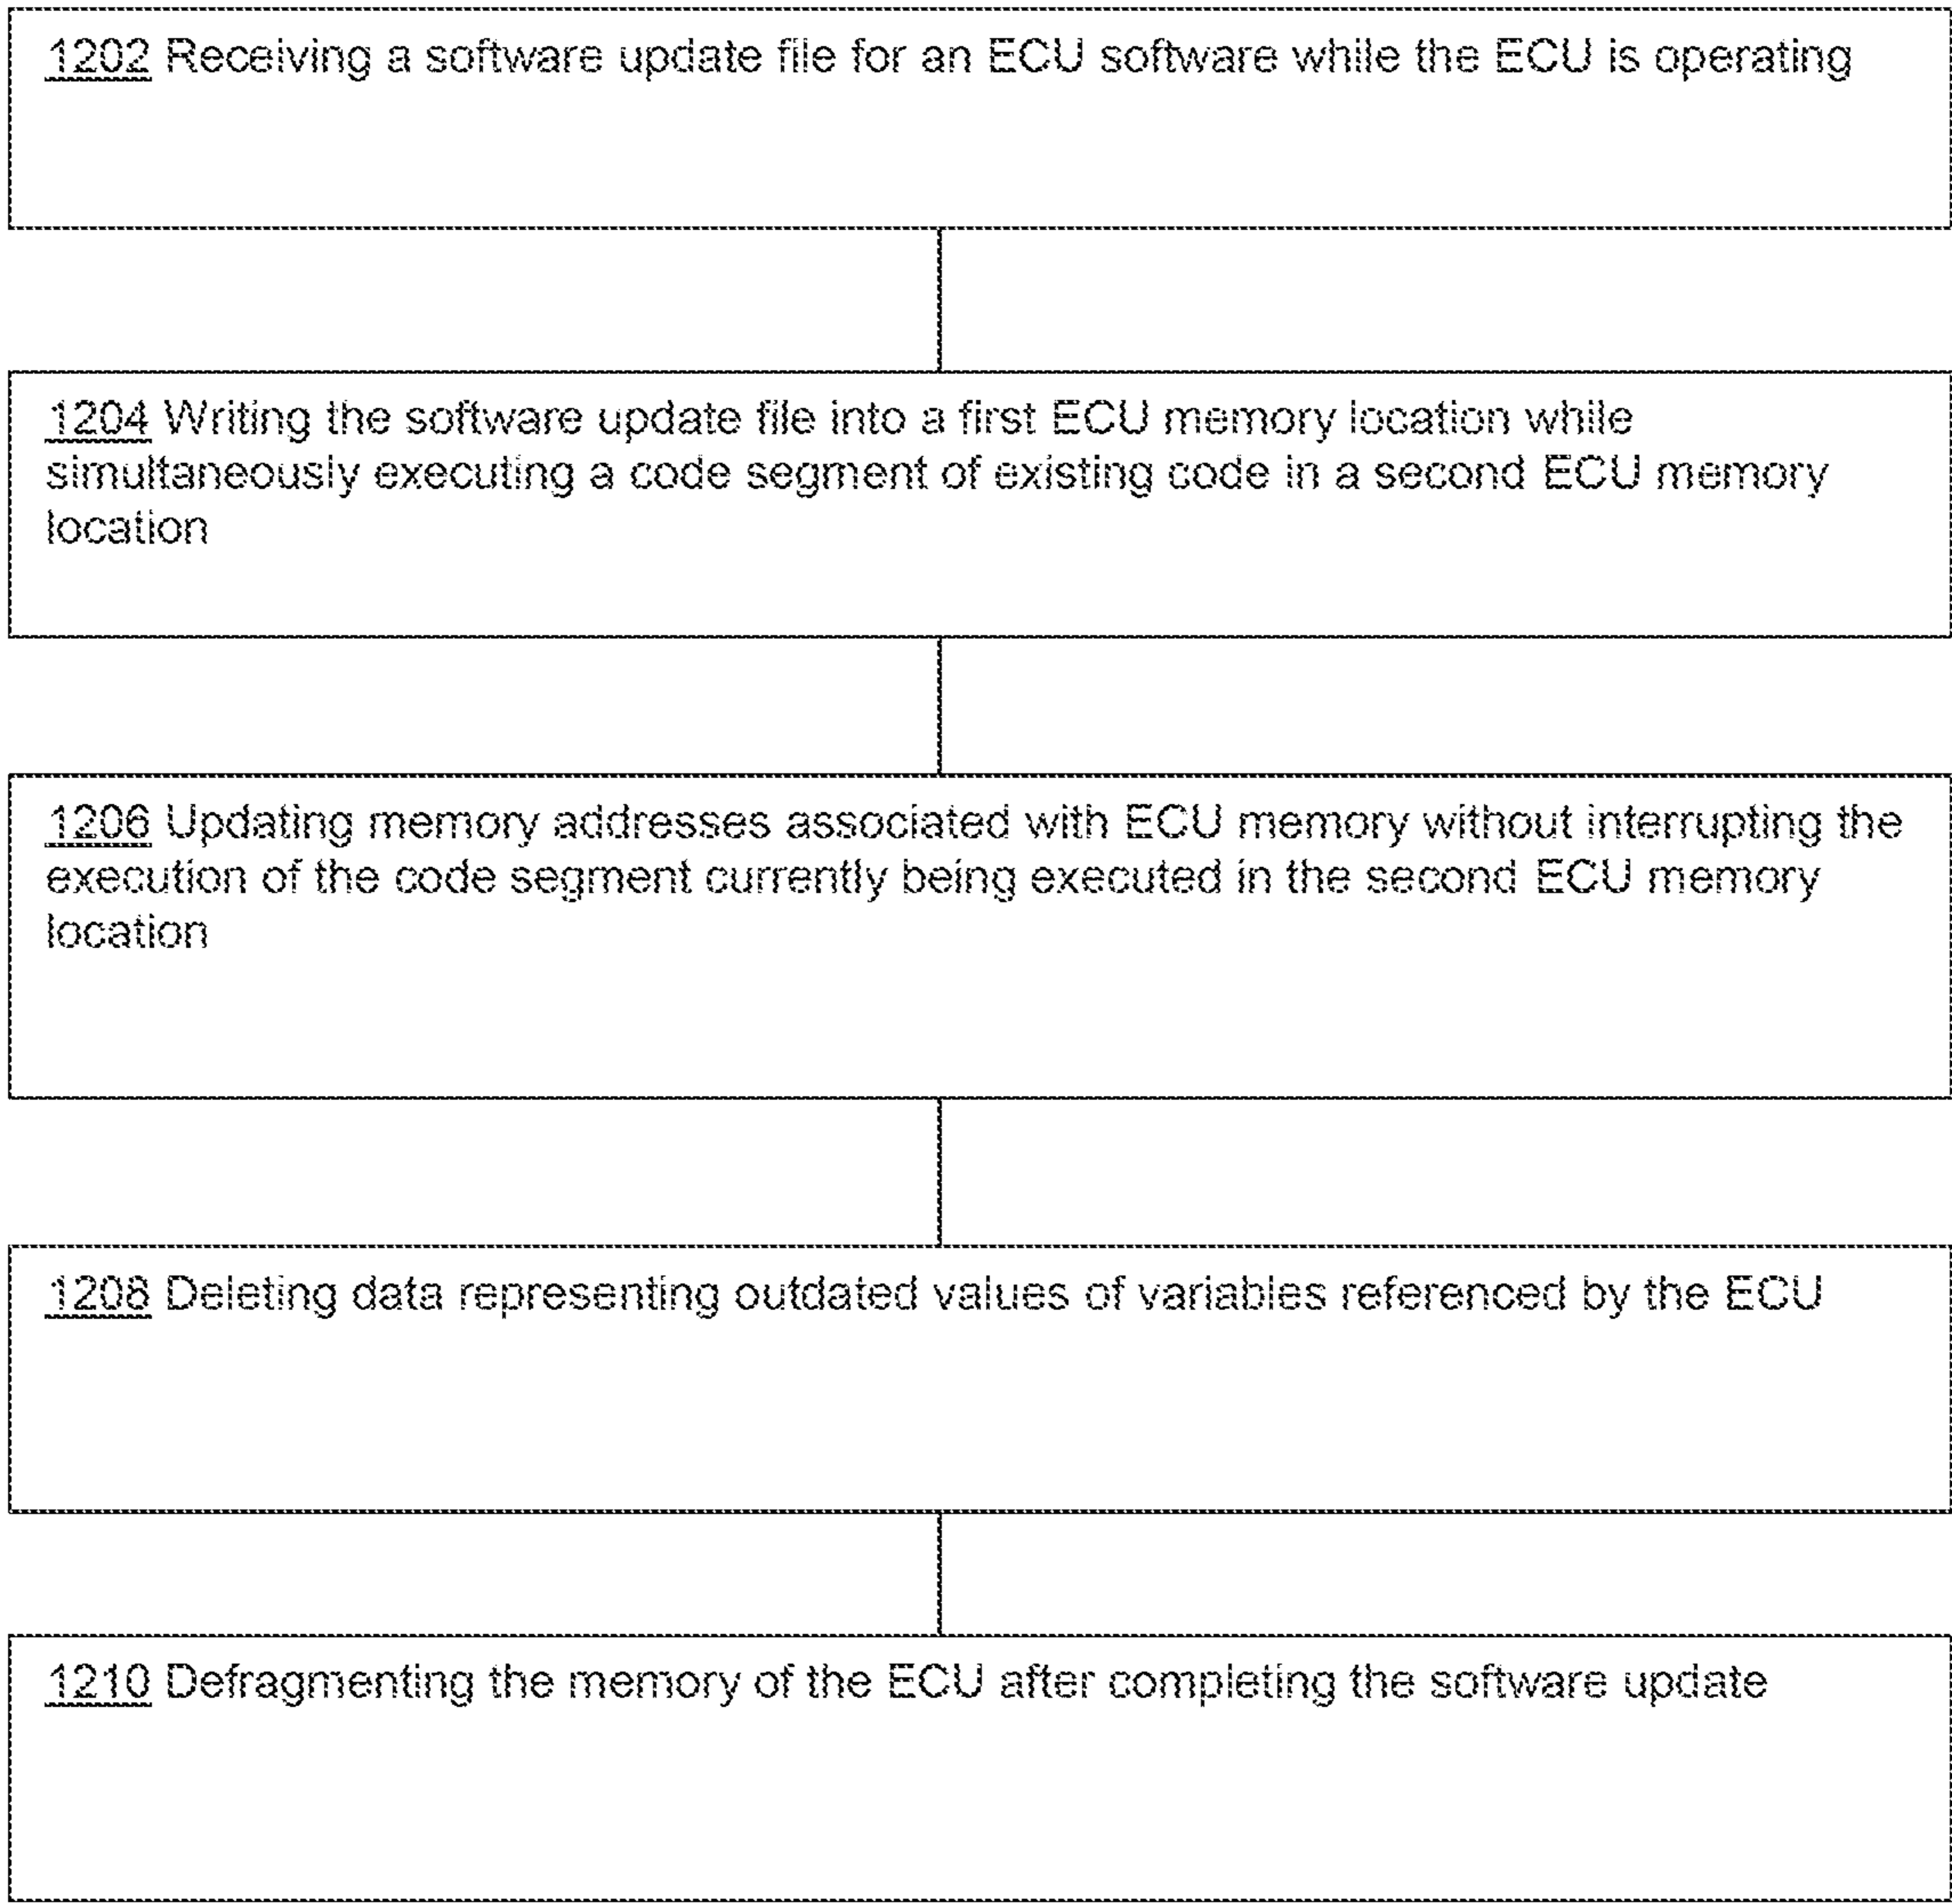 1202 Receiving a software update file for an ECU software while the ECU is operating
1204 Writing the software update file into a first ECU memory location while
simultaneously executing a code segment of existing code in a second ECU memory
location
1206 Updating memory addresses associated with ECU memory without interrupting the
execution of the code segment currently being executed in the second ECU memory
location
1208 Deleting data representing outdated values of variables referenced by the ECU
1210 Defragmenting the memory of the ECU after completing the software update